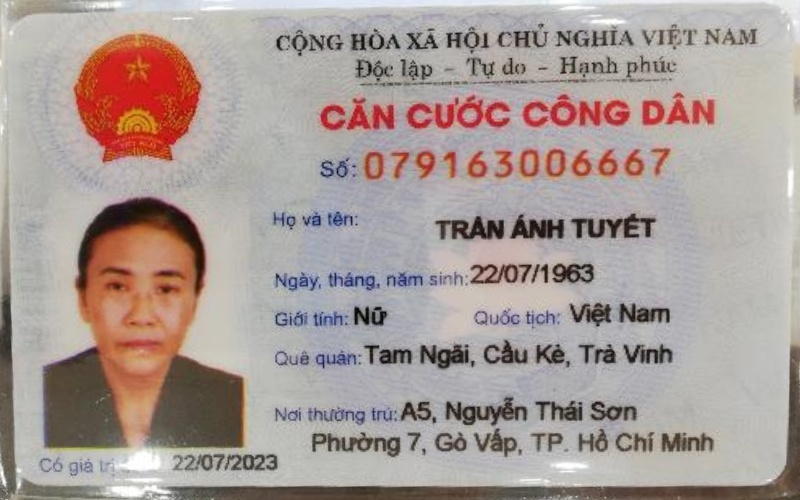 CỘNG HÒA XÃ HỘI CHỦ NGHĨA VIỆT NAM
Độc lập - Tự do - Hạnh phúc
CĂN CƯỚC CÔNG DÂN
Số: 079163006667
Họ và tên: TRẦN ÁNH TUYẾT
Ngày, tháng, năm sinh: 22/07/1963
Giới tính: Nữ Quốc tịch: Việt Nam
Quê quán: Tam Ngãi, Cầu Kè, Trà Vinh
Nơi thường trú: A5, Nguyễn Thái Sơn
Phường 7, Gò Vấp, TP. Hồ Chí Minh
Có giá trị 22/07/2023